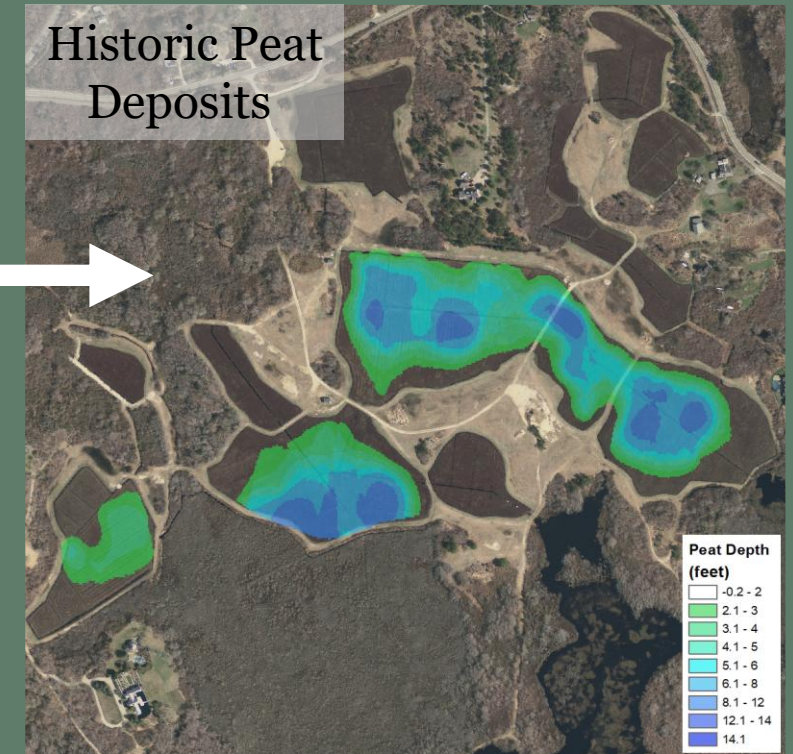 Historic Peat
Deposits
Peat Depth
(feet)
-0.2 - 2
2.1 - 3
3.1 - 4
4.1 - 5
5.1 - 6
6.1 - 8
8.1 - 12
12.1 - 14
14.1